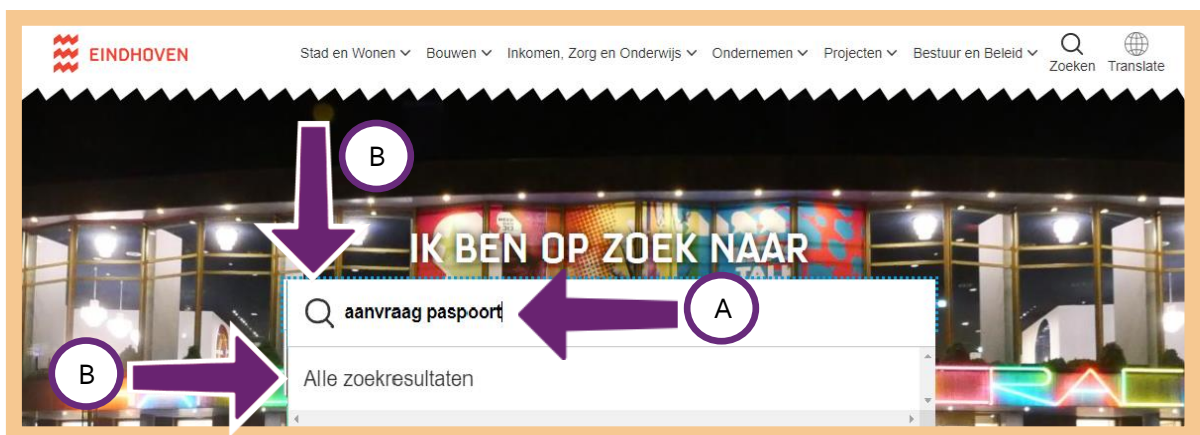 EINDHOVEN
Stad en Wonen Bouwen Inkomen, Zorg en Onderwijs Ondernemen Projecten Bestuur en Beleid Zoeken Translate
B
IK BEN OP ZOEK NAAR
aanvraag paspoort
A
B
Alle zoekresultaten